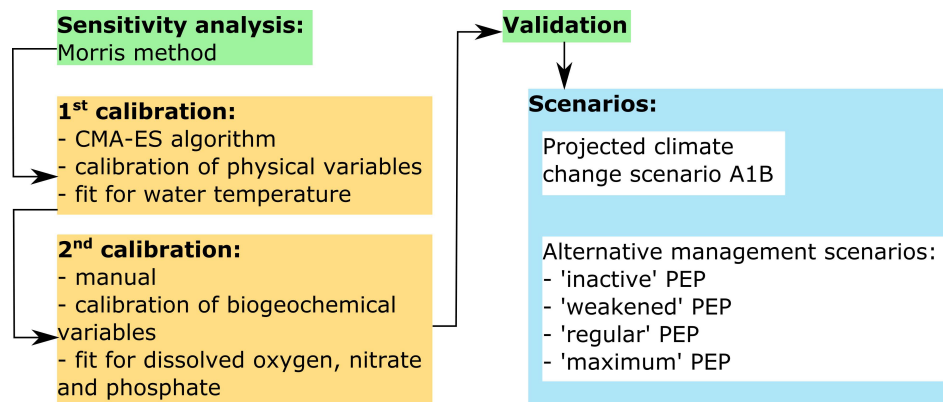 Sensitivity analysis:
Morris method
1st calibration:
- CMA-ES algorithm
- calibration of physical variables
- fit for water temperature
2nd calibration:
- manual
- calibration of biogeochemical
variables
- fit for dissolved oxygen, nitrate
and phosphate
Validation
Scenarios:
Projected climate
change scenario A1B
Alternative management scenarios:
- 'inactive' PEP
- 'weakened' PEP
- 'regular' PEP
- 'maximum' PEP